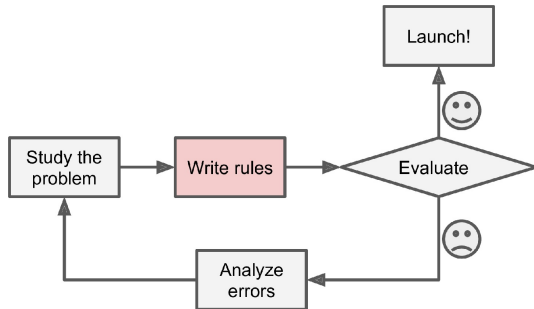 Launch!
Study the
problem
Write rules
Evaluate
Analyze
errors